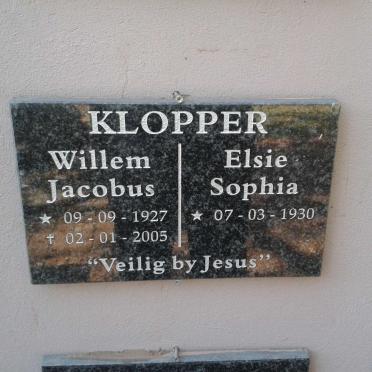 KLOPPER
Willem Jacobus
★ 09 - 09 - 1927
✝ 02 - 01 - 2005
Elsie Sophia
★ 07 - 03 - 1930
"Veilig by Jesus"